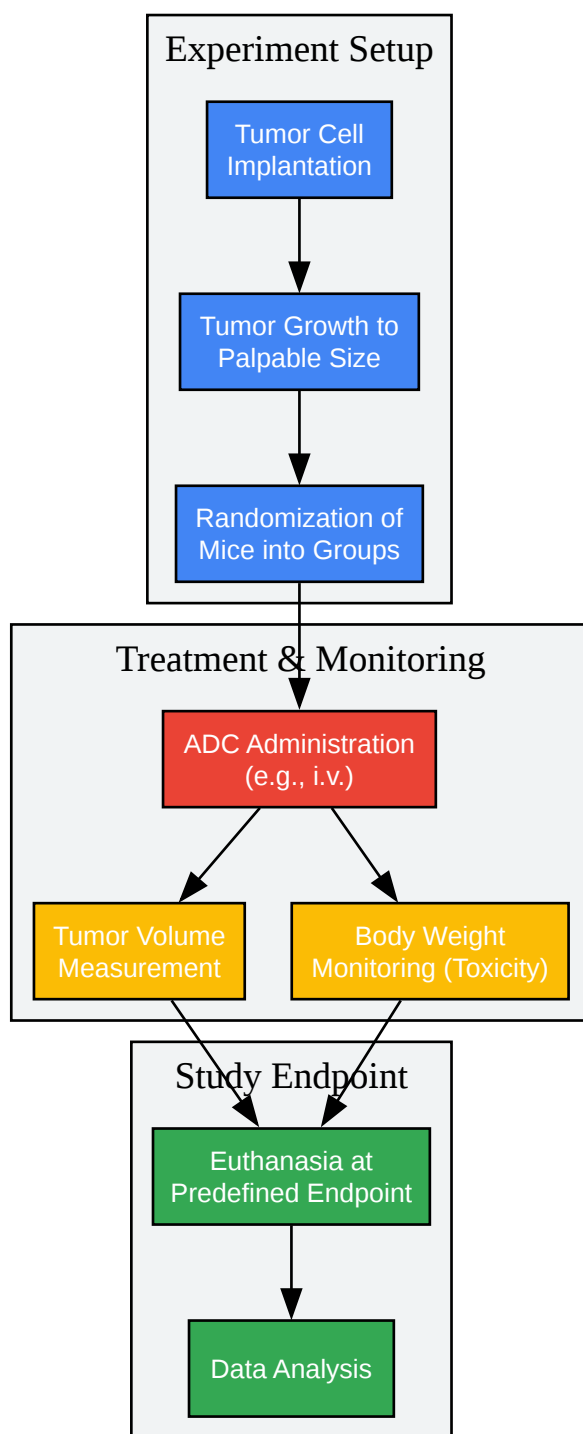 Experiment Setup
Tumor Cell
Implantation
Tumor Growth to
Palpable Size
Randomization of
Mice into Groups
Treatment & Monitoring
ADC Administration
(e.g., i.v.)
Tumor Volume
Measurement
Body Weight
Monitoring (Toxicity)
Study Endpoint
Euthanasia at
Predefined Endpoint
Data Analysis